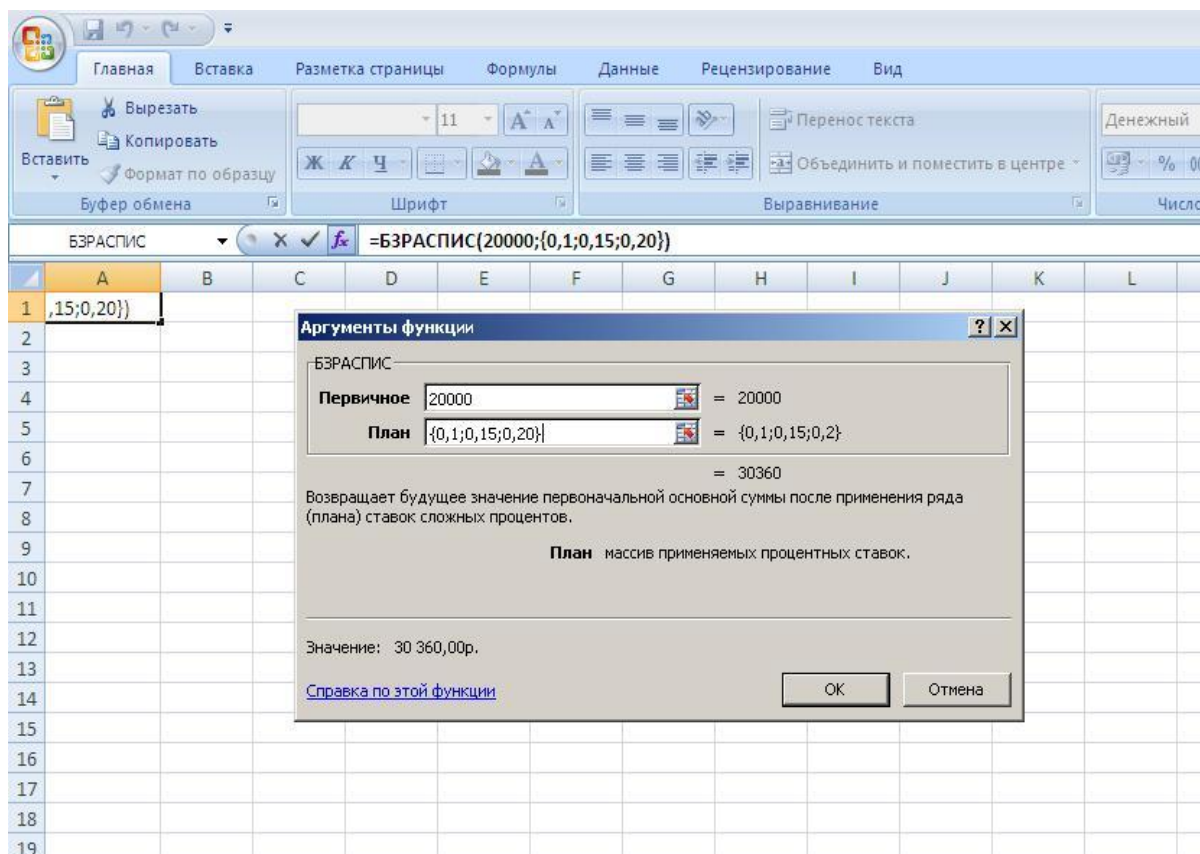 Главная Вставка Разметка страницы Формулы Данные Рецензирование Вид
Вставить
Вырезать
Копировать
Формат по образцу
Буфер обмена
11
Ж К Ч
Шрифт
Перенос текста
Объединить и поместить в центре
Выравнивание
Денежный
%
Число
БЗРАСПИС =БЗРАСПИС(20000;{0,1;0,15;0,20})
A B C D E F G H I J K L
1 ,15;0,20})
2
3
4
5
6
7
8
9
10
11
12
13
14
15
16
17
18
19
Аргументы функции
БЗРАСПИС
Первичное 20000 = 20000
План {0,1;0,15;0,20} = {0,1;0,15;0,2}
= 30360
Возвращает будущее значение первоначальной основной суммы после применения ряда
(плана) ставок сложных процентов.
План массив применяемых процентных ставок.
Значение: 30 360,00р.
Справка по этой функции
ОК Отмена